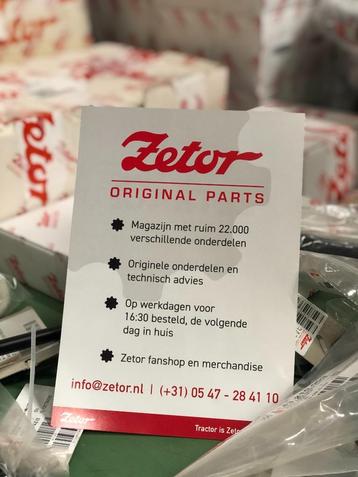 Zetor
Zetor
ORIGINAL PARTS
Magazijn met ruim 22.000
verschillende onderdelen
Originele onderdelen en
technisch advies
Op werkdagen voor
16:30 besteld, de volgende
dag in huis
Zetor fanshop en merchandise
info@zetor.nl | (+31) 05 47 - 28 41 10
Zetor
Tractor is Zetor